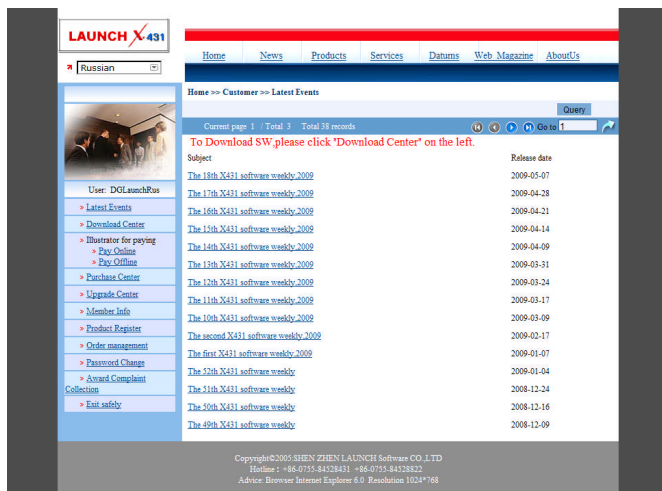 LAUNCH X-431
Russian
Home News Products Services Datums Web Magazine AboutUs
Home >> Customer >> Latest Events
Query
Current page 1 / Total 3 Total 38 records
Go to 1
To Download SW,please click "Download Center" on the left.
Subject Release date
The 18th X431 software weekly,2009 2009-05-07
The 17th X431 software weekly,2009 2009-04-28
The 16th X431 software weekly,2009 2009-04-21
The 15th X431 software weekly,2009 2009-04-14
The 14th X431 software weekly,2009 2009-04-09
The 13th X431 software weekly,2009 2009-03-31
The 12th X431 software weekly,2009 2009-03-24
The 11th X431 software weekly,2009 2009-03-17
The 10th X431 software weekly,2009 2009-03-09
The second X431 software weekly,2009 2009-02-17
The first X431 software weekly,2009 2009-01-07
The 52th X431 software weekly 2009-01-04
The 51th X431 software weekly 2008-12-24
The 50th X431 software weekly 2008-12-16
The 49th X431 software weekly 2008-12-09
User: DGLaunchRus
» Latest Events
» Download Center
» Illustrator for paying
» Pay Online
» Pay Offline
» Purchase Center
» Upgrade Center
» Member Info
» Product Register
» Order management
» Password Change
» Award Complaint
Collection
» Exit safely
Copyright©2005:SHEN ZHEN LAUNCH Software CO.,LTD
Hotline: +86-0755-84528431 +86-0755-84528822
Advice: Browser Internet Explorer 6.0 Resolution 1024*768